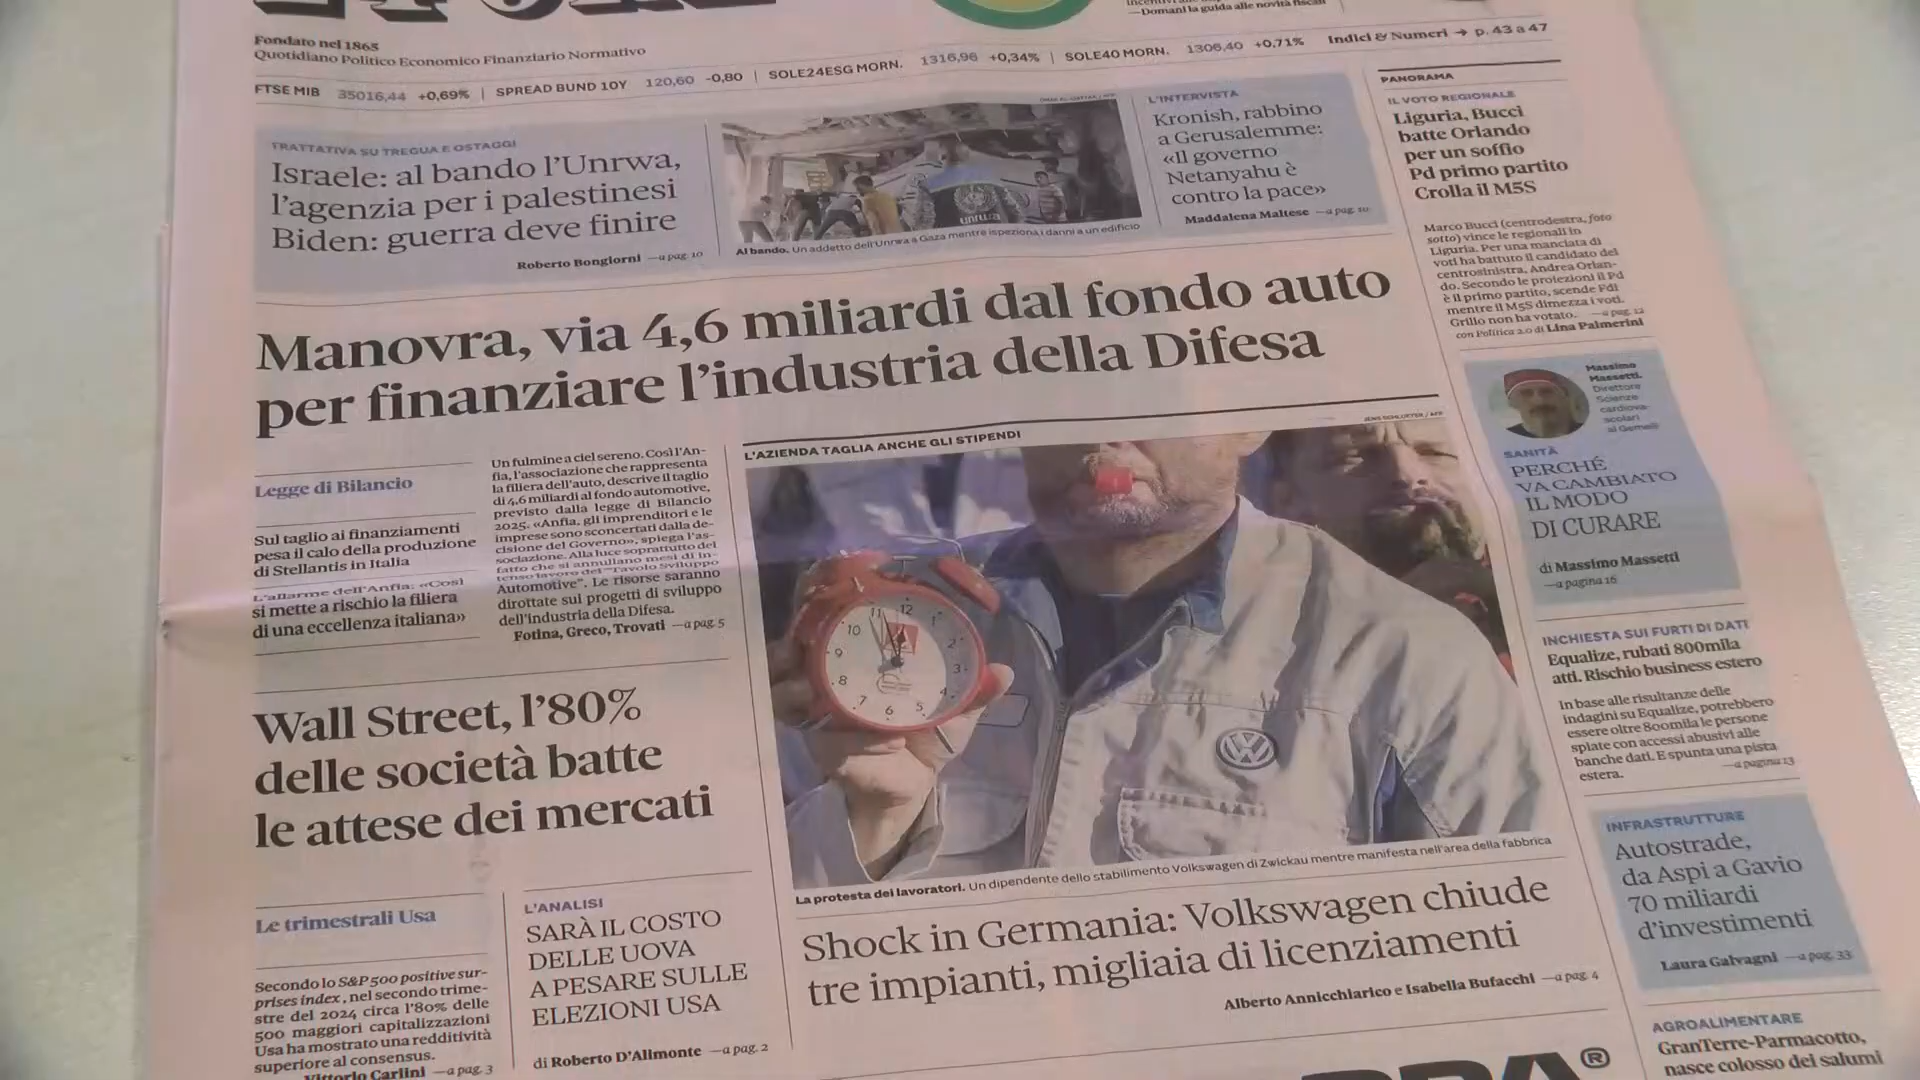 —Domani la guida alle novità fiscali
Fondato nel 1865
Quotidiano Politico Economico Finanziario Normativo
FTSE MIB 35016,44 +0,69% | SPREAD BUND 10Y 120,60 -0,80 | SOLE24ESG MORN. 1316,96 +0,34% | SOLE40 MORN. 1306,40 +0,71% Indici & Numeri → p. 43 a 47
TRATTATIVA SU TREGUA E OSTAGGI
Israele: al bando l'Unrwa,
l'agenzia per i palestinesi
Biden: guerra deve finire
Roberto Bongiorni —a pag. 10
unrwa
Al bando. Un addetto dell'Unrwa a Gaza mentre ispeziona i danni a un edificio
L'INTERVISTA
Kronish, rabbino
a Gerusalemme:
«Il governo
Netanyahu è
contro la pace»
Maddalena Maltese —a pag. 10
PANORAMA
IL VOTO REGIONALE
Liguria, Bucci
batte Orlando
per un soffio
Pd primo partito
Crolla il M5S
Marco Bucci (centrodestra, foto
sotto) vince le regionali in
Liguria. Per una manciata di
voti ha battuto il candidato del
centrosinistra, Andrea Orlan-
do. Secondo le proiezioni il Pd
è il primo partito, scende FdI
mentre il M5S dimezza i voti.
Grillo non ha votato. —a pag. 12
con Politica 2.0 di Lina Palmerini
Manovra, via 4,6 miliardi dal fondo auto
per finanziare l'industria della Difesa
Legge di Bilancio
Sul taglio ai finanziamenti
pesa il calo della produzione
di Stellantis in Italia
L'allarme dell'Anfia: «Così
si mette a rischio la filiera
di una eccellenza italiana»
Un fulmine a ciel sereno. Così l'An-
fia, l'associazione che rappresenta
la filiera dell'auto, descrive il taglio
di 4,6 miliardi al fondo automotive,
previsto dalla legge di Bilancio
2025. «Anfia, gli imprenditori e le
imprese sono sconcertati dalla de-
cisione del Governo», spiega l'as-
sociazione. Alla luce soprattutto del
fatto che si annullano mesi di in-
tenso lavoro del "Tavolo Sviluppo
Automotive". Le risorse saranno
dirottate sui progetti di sviluppo
dell'industria della Difesa.
Fotina, Greco, Trovati —a pag. 5
L'AZIENDA TAGLIA ANCHE GLI STIPENDI
JENS SCHLUETER / AFP
12
11
1
10
2
9
3
8
4
7
6
5
La protesta dei lavoratori. Un dipendente dello stabilimento Volkswagen di Zwickau mentre manifesta nell'area della fabbrica
Shock in Germania: Volkswagen chiude
tre impianti, migliaia di licenziamenti
Alberto Annicchiarico e Isabella Bufacchi —a pag. 4
Massimo
Massetti.
Direttore
Scienze
cardiova-
scolari
al Gemelli
SANITÀ
PERCHÉ
VA CAMBIATO
IL MODO
DI CURARE
di Massimo Massetti
—a pagina 16
INCHIESTA SUI FURTI DI DATI
Equalize, rubati 800mila
atti. Rischio business estero
In base alle risultanze delle
indagini su Equalize, potrebbero
essere oltre 800mila le persone
spiate con accessi abusivi alle
banche dati. E spunta una pista
estera. —a pagina 13
INFRASTRUTTURE
Autostrade,
da Aspi a Gavio
70 miliardi
d'investimenti
Laura Galvagni —a pag. 33
AGROALIMENTARE
GranTerre-Parmacotto,
nasce colosso dei salumi
Wall Street, l'80%
delle società batte
le attese dei mercati
Le trimestrali Usa
Secondo lo S&P 500 positive sur-
prises index, nel secondo trime-
stre del 2024 circa l'80% delle
500 maggiori capitalizzazioni
Usa ha mostrato una redditività
superiore al consensus.
Vittorio Carlini —a pag. 3
L'ANALISI
SARÀ IL COSTO
DELLE UOVA
A PESARE SULLE
ELEZIONI USA
di Roberto D'Alimonte —a pag. 2